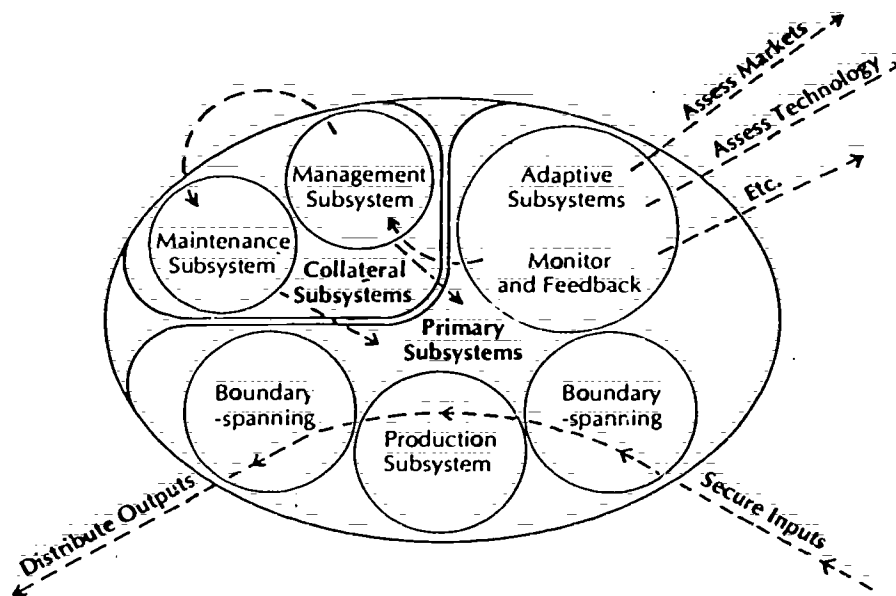 Assess Markets
Assess Technology
Etc.
Management
Subsystem
Adaptive
Subsystems
Maintenance
Subsystem
Monitor
and Feedback
Collateral
Subsystems
Primary
Subsystems
Boundary
-spanning
Production
Subsystem
Boundary
-spanning
Distribute Outputs
Secure Inputs